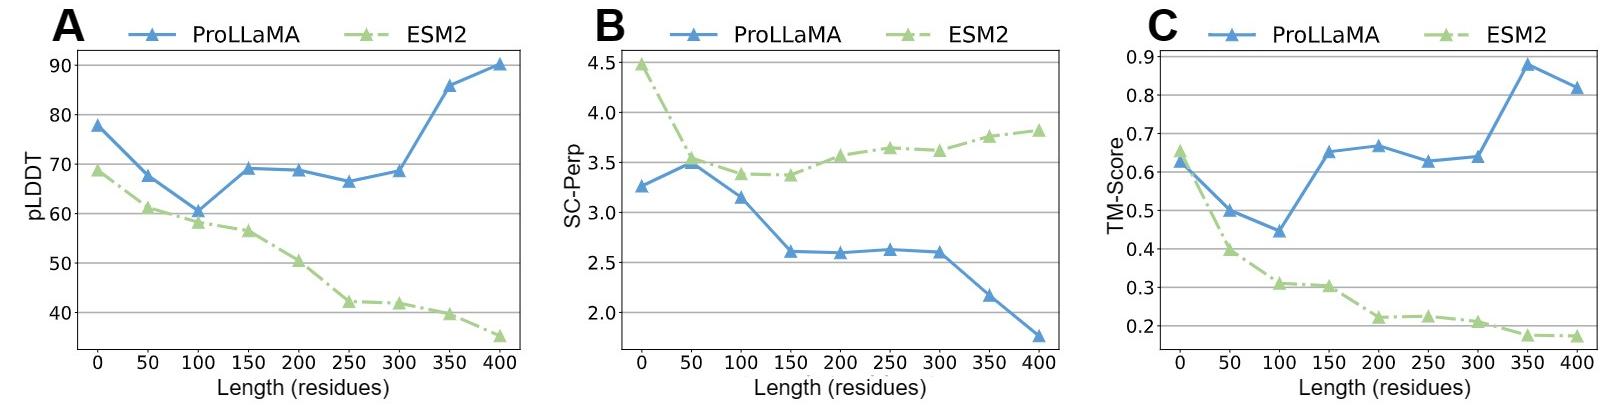 A
ProLLaMA
ESM2
pLDDT
90
80
70
60
50
40
0 50 100 150 200 250 300 350 400
Length (residues)
B
ProLLaMA
ESM2
SC-Perp
4.5
4.0
3.5
3.0
2.5
2.0
0 50 100 150 200 250 300 350 400
Length (residues)
C
ProLLaMA
ESM2
TM-Score
0.9
0.8
0.7
0.6
0.5
0.4
0.3
0.2
0 50 100 150 200 250 300 350 400
Length (residues)